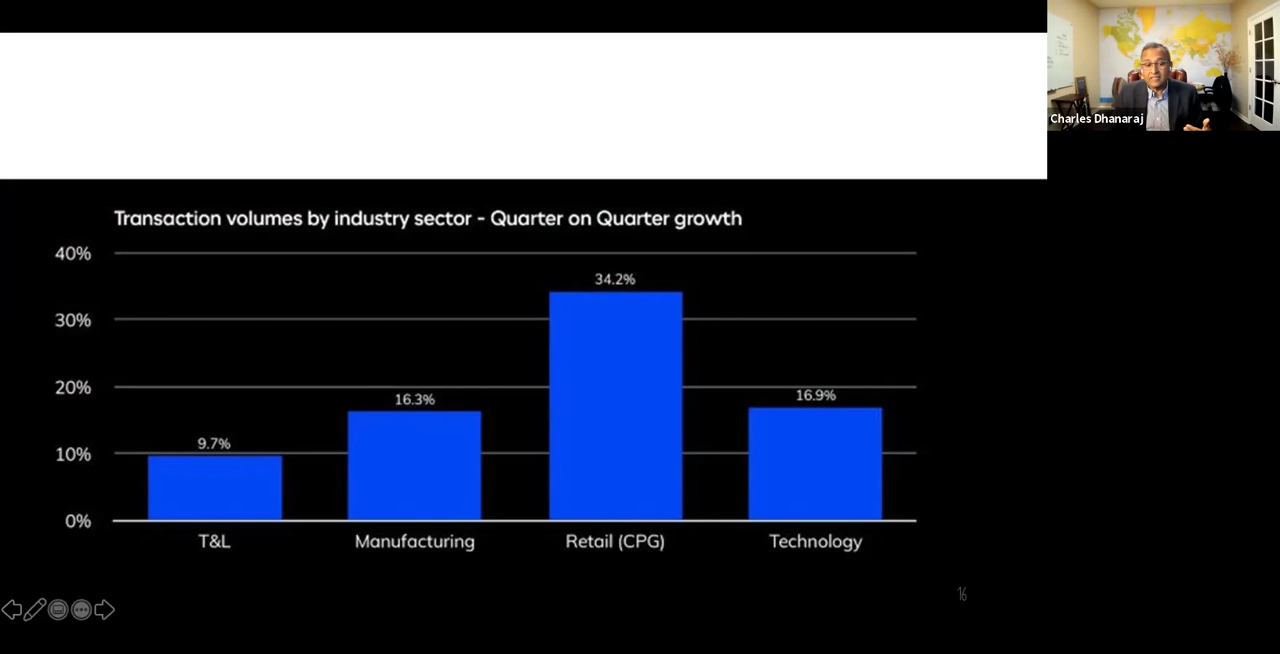 Charles Dhanaraj
Transaction volumes by industry sector - Quarter on Quarter growth
40%
30%
20%
10%
0%
9.7%
16.3%
34.2%
16.9%
T&L
Manufacturing
Retail (CPG)
Technology
16